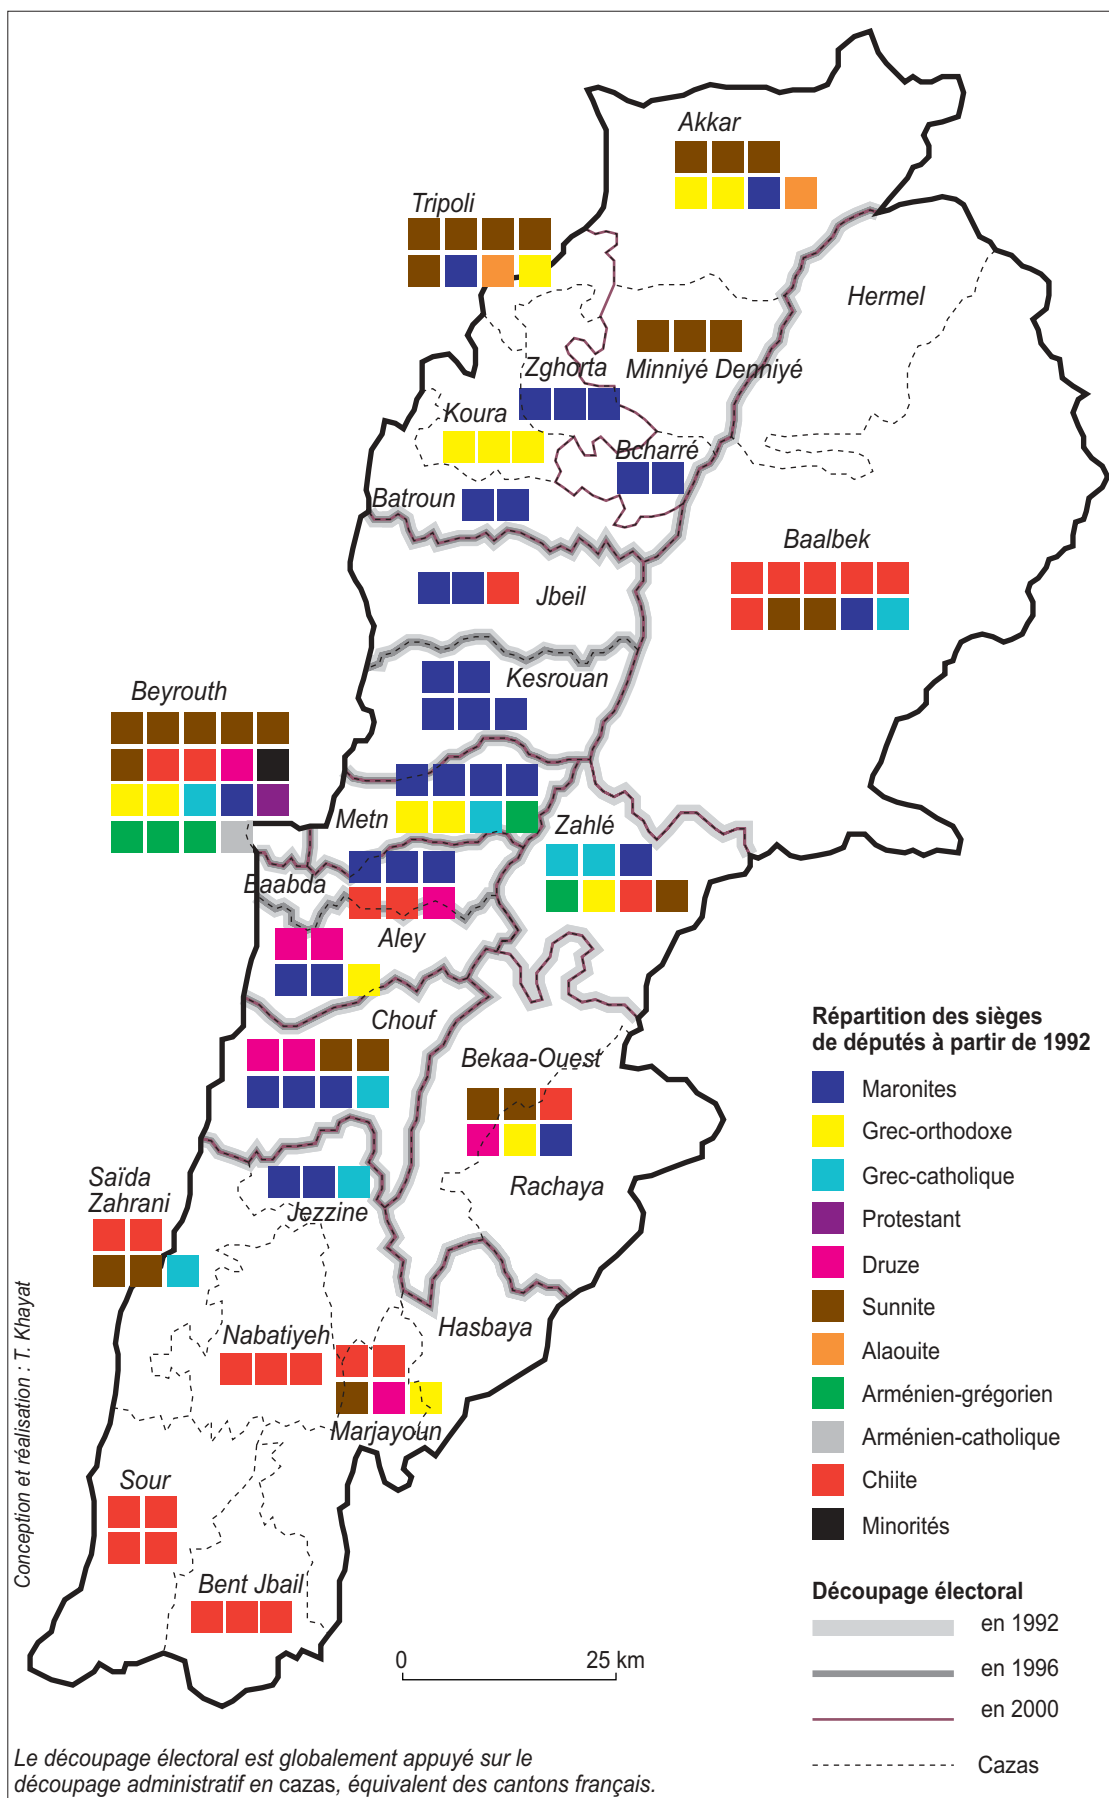 Akkar
Tripoli
Hermel
Zghorta
Minniyé Denniyé
Koura
Bcharré
Batroun
Baalbek
Jbeil
Kesrouan
Beyrouth
Metn
Zahlé
Baabda
Aley
Chouf
Bekaa-Ouest
Rachaya
Saïda
Zahrani
Jezzine
Hasbaya
Nabatiyeh
Marjayoun
Sour
Bent Jbail
Répartition des sièges
de députés à partir de 1992
Maronites
Grec-orthodoxe
Grec-catholique
Protestant
Druze
Sunnite
Alaouite
Arménien-grégorien
Arménien-catholique
Chiite
Minorités
Découpage électoral
en 1992
en 1996
en 2000
Cazas
0 25 km
Conception et réalisation : T. Khayat
Le découpage électoral est globalement appuyé sur le
découpage administratif en cazas, équivalent des cantons français.